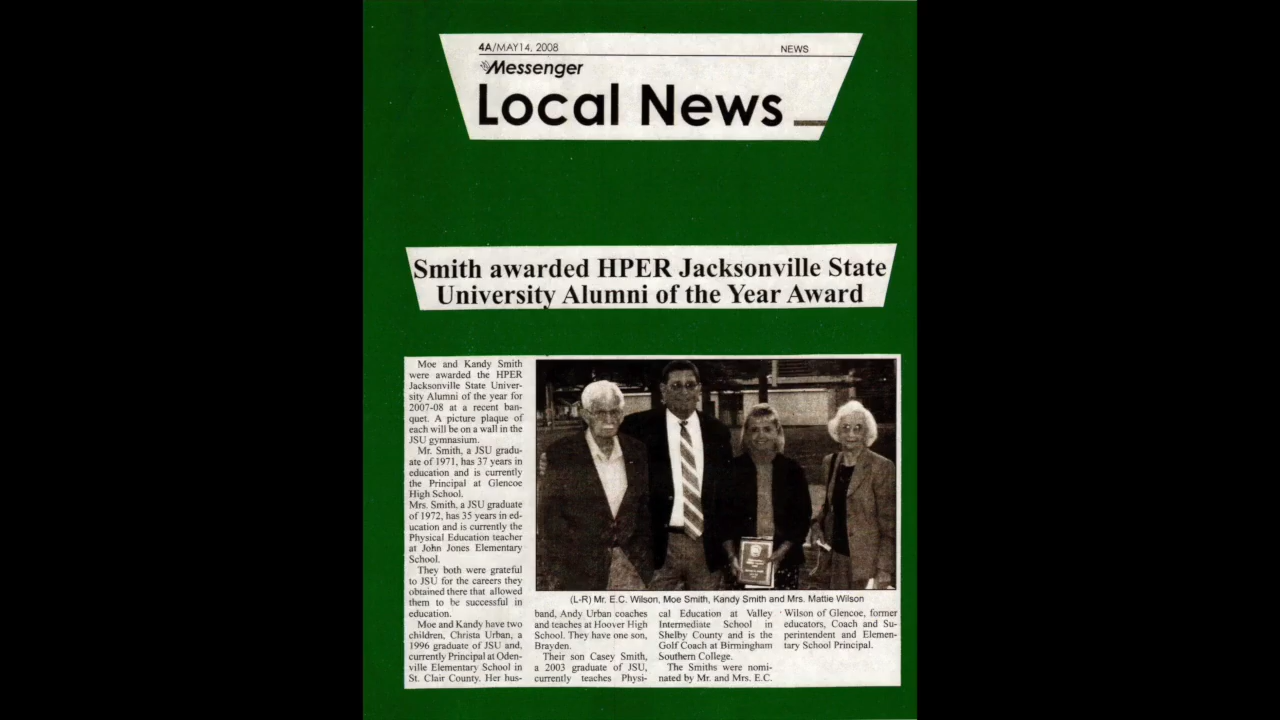 4A/MAY14, 2008 NEWS
Messenger
Local News
Smith awarded HPER Jacksonville State
University Alumni of the Year Award
Moe and Kandy Smith
were awarded the HPER
Jacksonville State Univer-
sity Alumni of the year for
2007-08 at a recent ban-
quet. A picture plaque of
each will be on a wall in the
JSU gymnasium.
Mr. Smith, a JSU gradu-
ate of 1971, has 37 years in
education and is currently
the Principal at Glencoe
High School.
Mrs. Smith, a JSU graduate
of 1972, has 35 years in ed-
ucation and is currently the
Physical Education teacher
at John Jones Elementary
School.
They both were grateful
to JSU for the careers they
obtained there that allowed
them to be successful in
education.
Moe and Kandy have two
children, Christa Urban, a
1996 graduate of JSU and,
currently Principal at Oden-
ville Elementary School in
St. Clair County. Her hus-
(L-R) Mr. E.C. Wilson, Moe Smith, Kandy Smith and Mrs. Mattie Wilson
band, Andy Urban coaches
and teaches at Hoover High
School. They have one son,
Brayden.
Their son Casey Smith,
a 2003 graduate of JSU,
currently teaches Physi-
cal Education at Valley
Intermediate School in
Shelby County and is the
Golf Coach at Birmingham
Southern College.
The Smiths were nomi-
nated by Mr. and Mrs. E.C.
Wilson of Glencoe, former
educators, Coach and Su-
perintendent and Elemen-
tary School Principal.